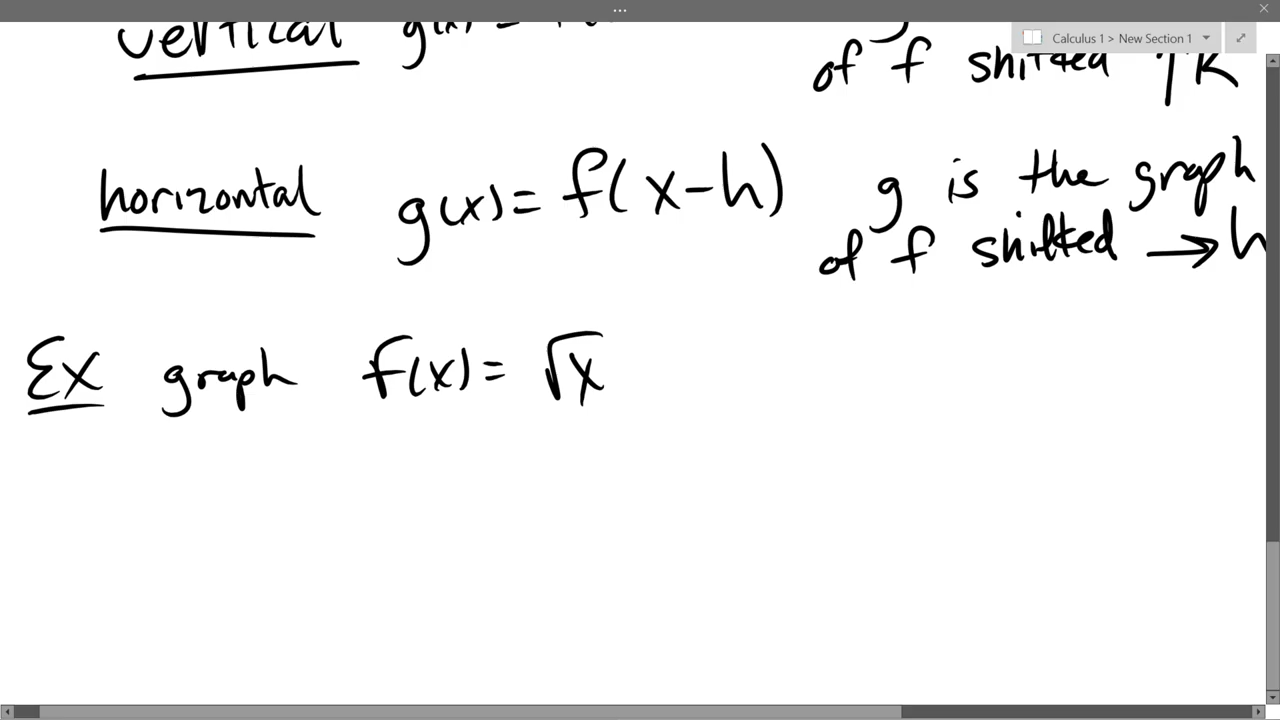 ...
Calculus 1 > New Section 1
vertical g(x) =
of f shifted ↑k
horizontal g(x) = f(x-h) g is the graph
of f shifted → h
Ex graph f(x) = √x